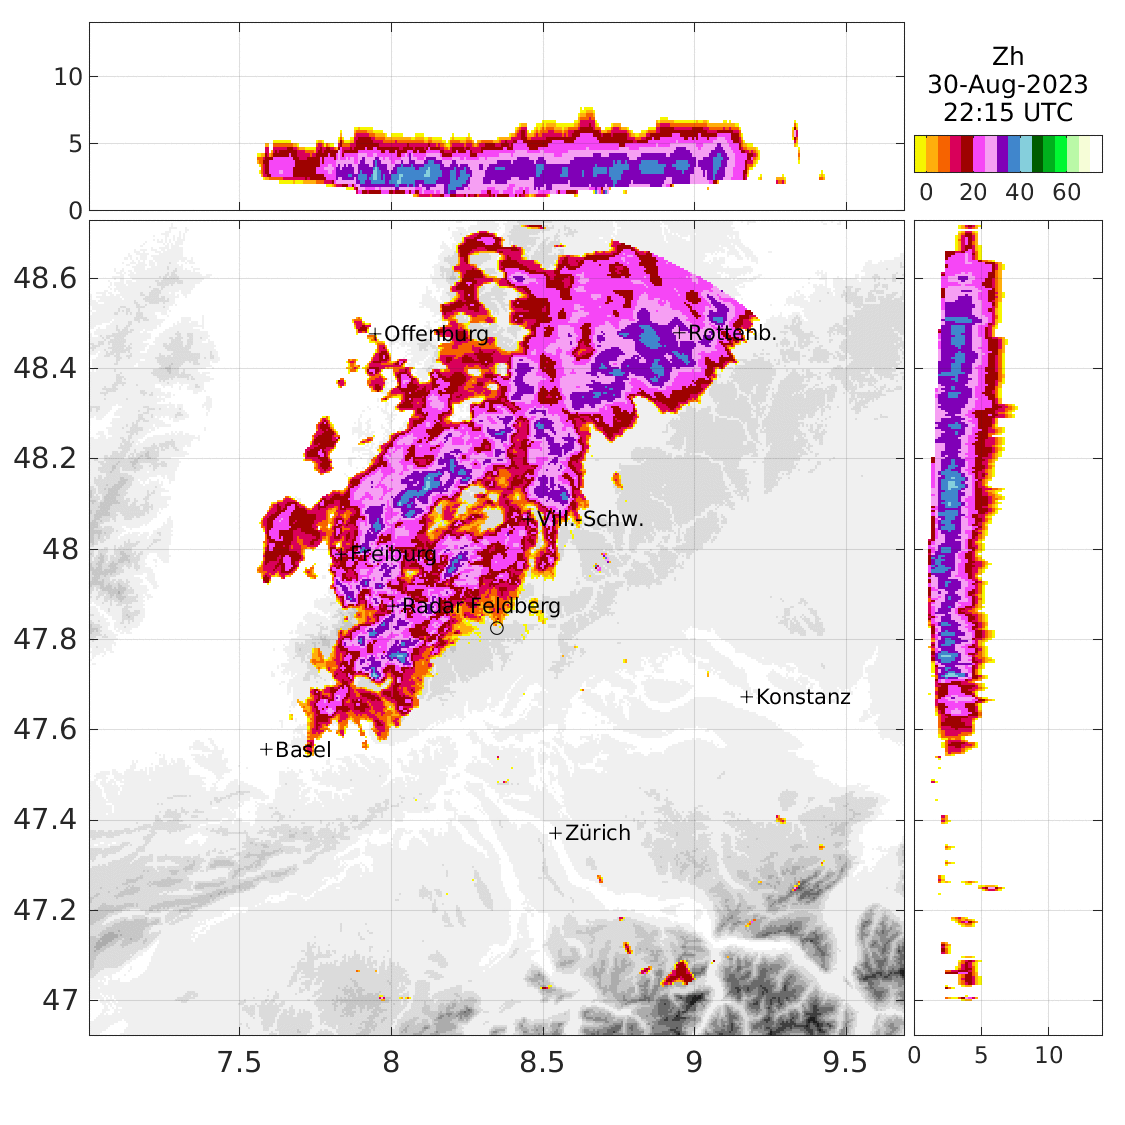 10
5
0
Zh
30-Aug-2023
22:15 UTC
0 20 40 60
48.6
48.4
48.2
48
47.8
47.6
47.4
47.2
47
+Offenburg
+Rottenb.
+Vill.-Schw.
+Freiburg
+Radar Feldberg
+Konstanz
+Basel
+Zürich
7.5 8 8.5 9 9.5
0 5 10